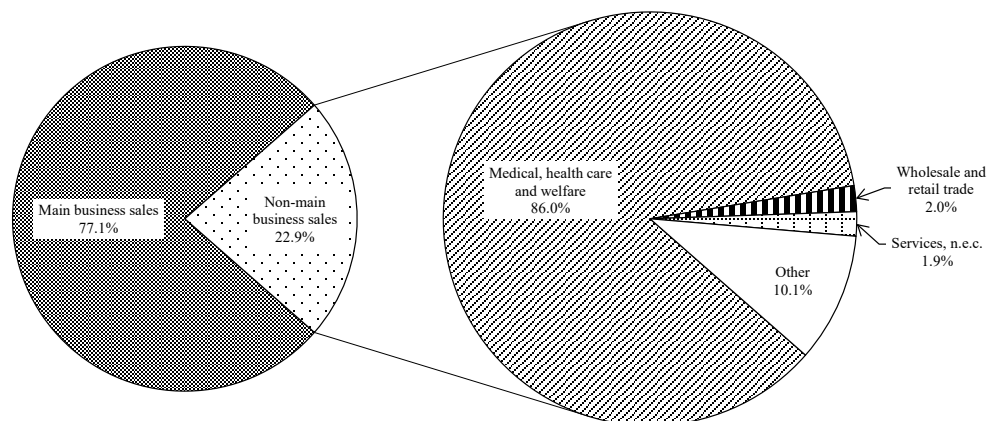 Main business sales
77.1%
Non-main
business sales
22.9%
Medical, health care
and welfare
86.0%
Wholesale and
retail trade
2.0%
Services, n.e.c.
1.9%
Other
10.1%